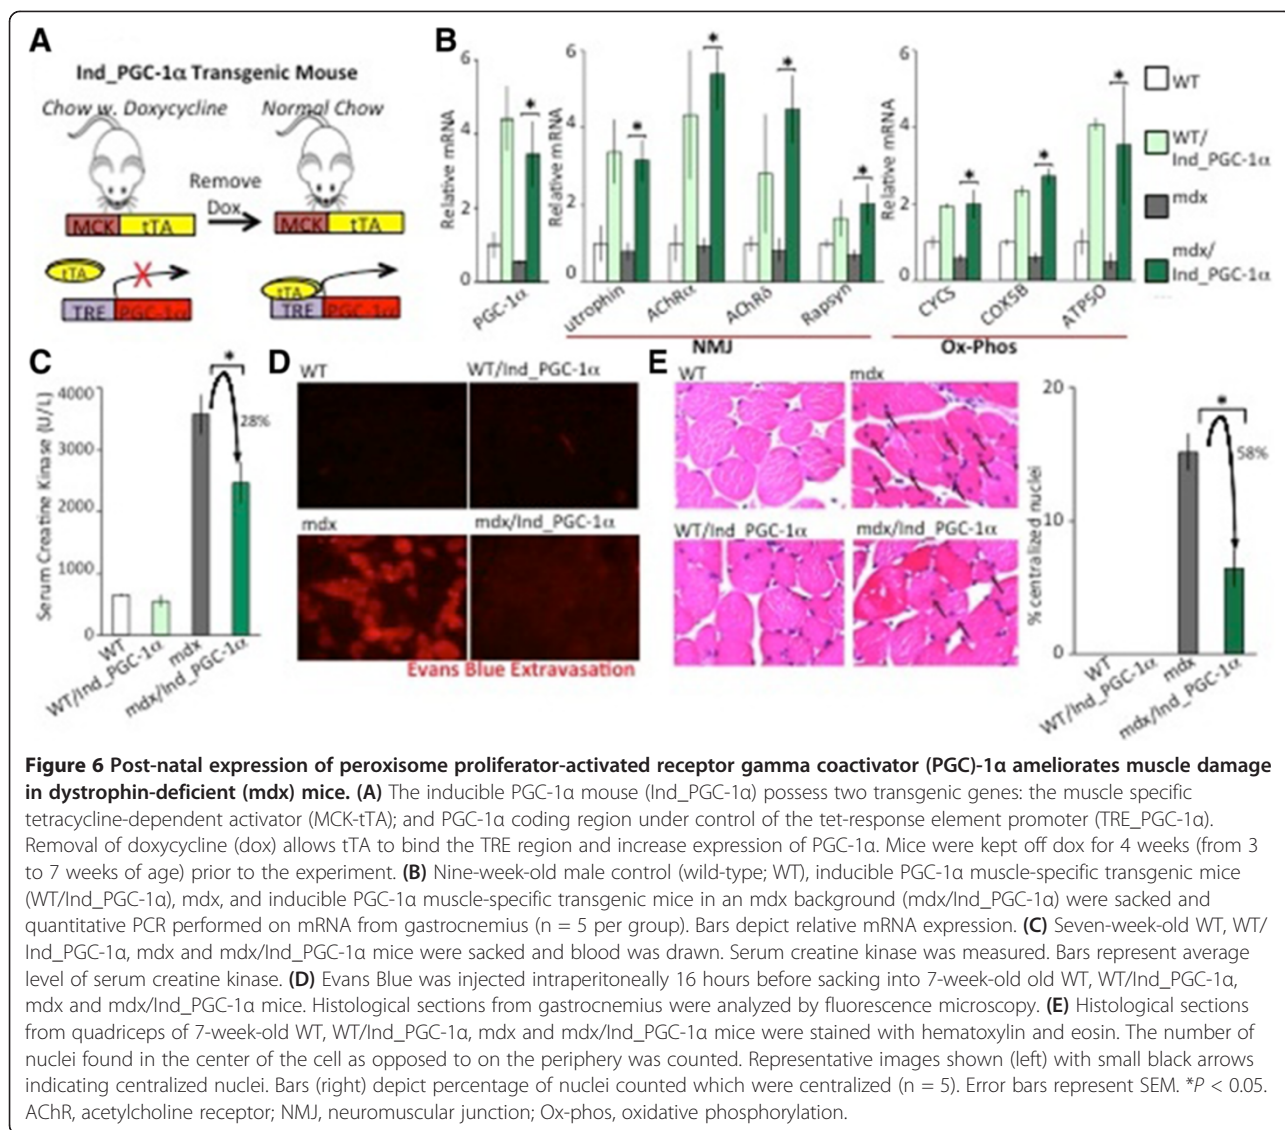 A
Ind_PGC-1α Transgenic Mouse
Chow w. Doxycycline
Normal Chow
Remove
Dox
MCK
tTA
MCK
tTA
tTA
X
tTA
TRE
PGC-1α
TRE
PGC-1α
B
Relative mRNA
6
4
2
0
PGC-1α
*
Relative mRNA
6
4
2
0
*
*
*
*
utrophin
AChRα
AChRδ
Rapsyn
NMJ
Relative mRNA
6
4
2
0
*
*
*
CYCS
COX5B
ATP5O
Ox-Phos
WT
WT/
Ind_PGC-1α
mdx
mdx/
Ind_PGC-1α
C
Serum Creatine Kinase (U/L)
4000
3000
2000
1000
0
*
28%
WT
WT/Ind_PGC-1α
mdx
mdx/Ind_PGC-1α
D
WT
WT/Ind_PGC-1α
mdx
mdx/Ind_PGC-1α
Evans Blue Extravasation
E
WT
mdx
WT/Ind_PGC-1α
mdx/Ind_PGC-1α
% centralized nuclei
20
10
0
*
58%
WT
WT/Ind_PGC-1α
mdx
mdx/Ind_PGC-1α
Figure 6 Post-natal expression of peroxisome proliferator-activated receptor gamma coactivator (PGC)-1α ameliorates muscle damage
in dystrophin-deficient (mdx) mice. (A) The inducible PGC-1α mouse (Ind_PGC-1α) possess two transgenic genes: the muscle specific
tetracycline-dependent activator (MCK-tTA); and PGC-1α coding region under control of the tet-response element promoter (TRE_PGC-1α).
Removal of doxycycline (dox) allows tTA to bind the TRE region and increase expression of PGC-1α. Mice were kept off dox for 4 weeks (from 3
to 7 weeks of age) prior to the experiment. (B) Nine-week-old male control (wild-type; WT), inducible PGC-1α muscle-specific transgenic mice
(WT/Ind_PGC-1α), mdx, and inducible PGC-1α muscle-specific transgenic mice in an mdx background (mdx/Ind_PGC-1α) were sacked and
quantitative PCR performed on mRNA from gastrocnemius (n = 5 per group). Bars depict relative mRNA expression. (C) Seven-week-old WT, WT/
Ind_PGC-1α, mdx and mdx/Ind_PGC-1α mice were sacked and blood was drawn. Serum creatine kinase was measured. Bars represent average
level of serum creatine kinase. (D) Evans Blue was injected intraperitoneally 16 hours before sacking into 7-week-old old WT, WT/Ind_PGC-1α,
mdx and mdx/Ind_PGC-1α mice. Histological sections from gastrocnemius were analyzed by fluorescence microscopy. (E) Histological sections
from quadriceps of 7-week-old WT, WT/Ind_PGC-1α, mdx and mdx/Ind_PGC-1α mice were stained with hematoxylin and eosin. The number of
nuclei found in the center of the cell as opposed to on the periphery was counted. Representative images shown (left) with small black arrows
indicating centralized nuclei. Bars (right) depict percentage of nuclei counted which were centralized (n = 5). Error bars represent SEM. *P < 0.05.
AChR, acetylcholine receptor; NMJ, neuromuscular junction; Ox-phos, oxidative phosphorylation.